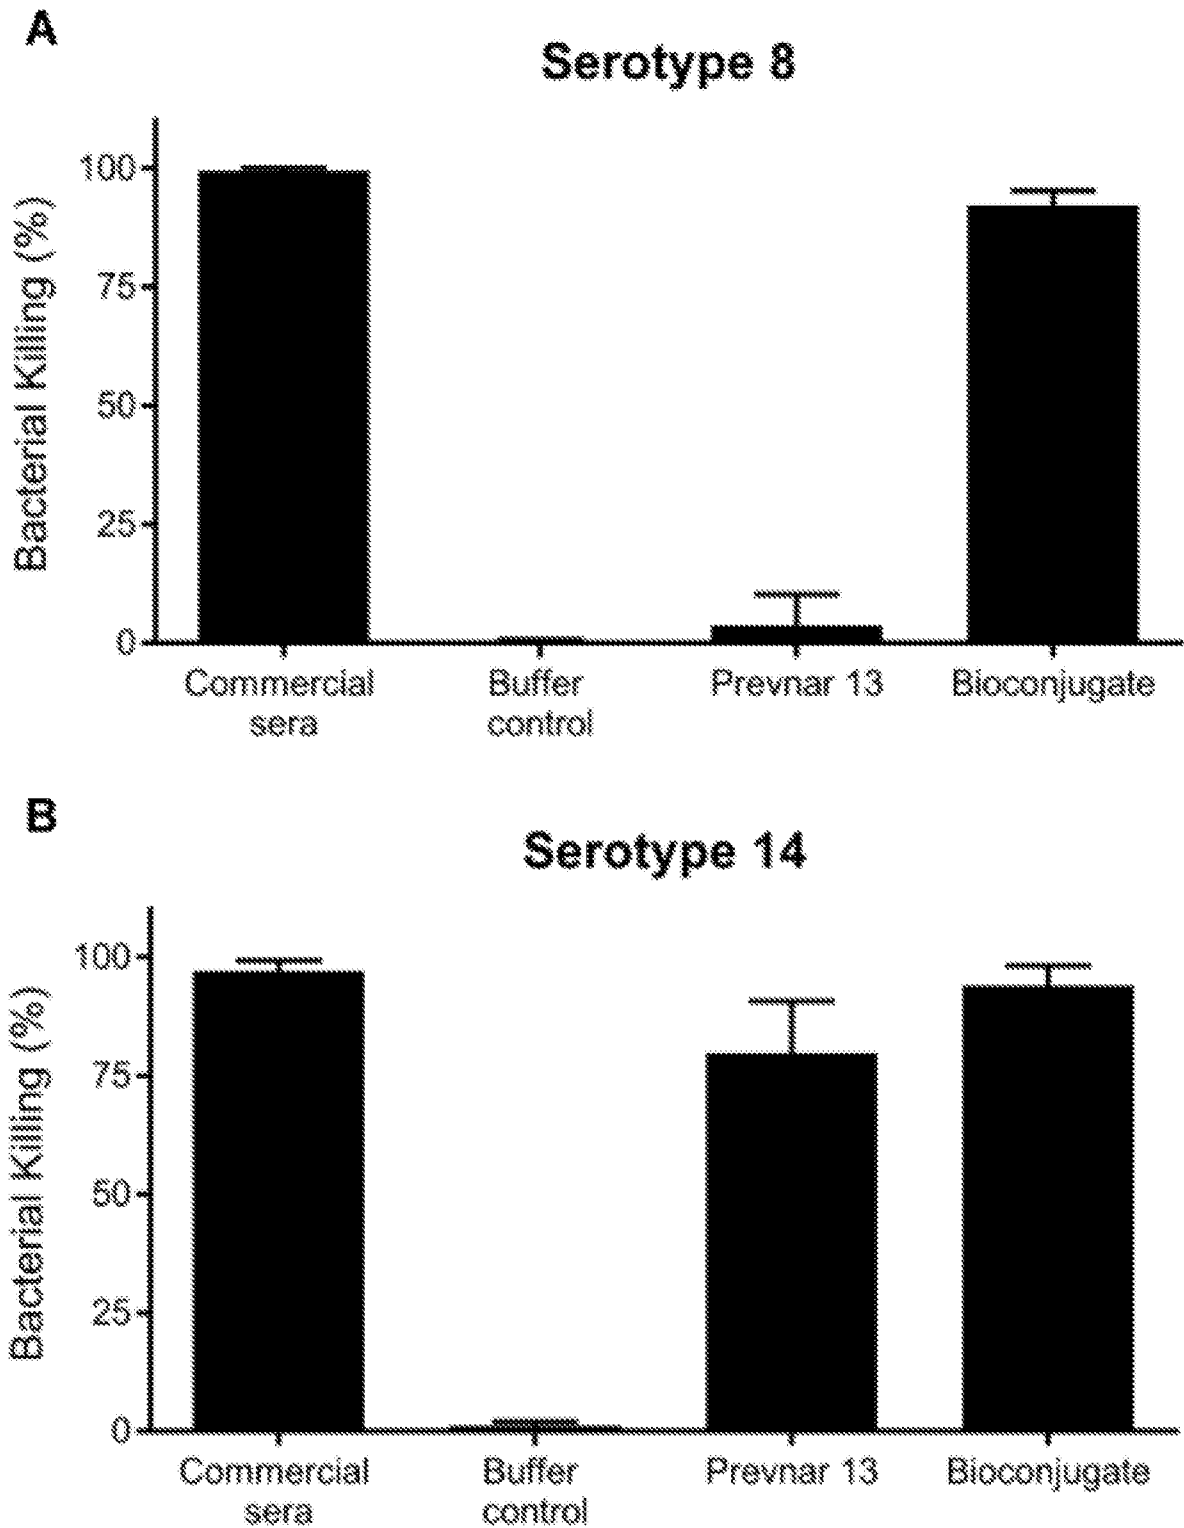 A
Serotype 8
Bacterial Killing (%)
100
75
50
25
0
Commercial
sera
Buffer
control
Prevnar 13
Bioconjugate
B
Serotype 14
Bacterial Killing (%)
100
75
50
25
0
Commercial
sera
Buffer
control
Prevnar 13
Bioconjugate